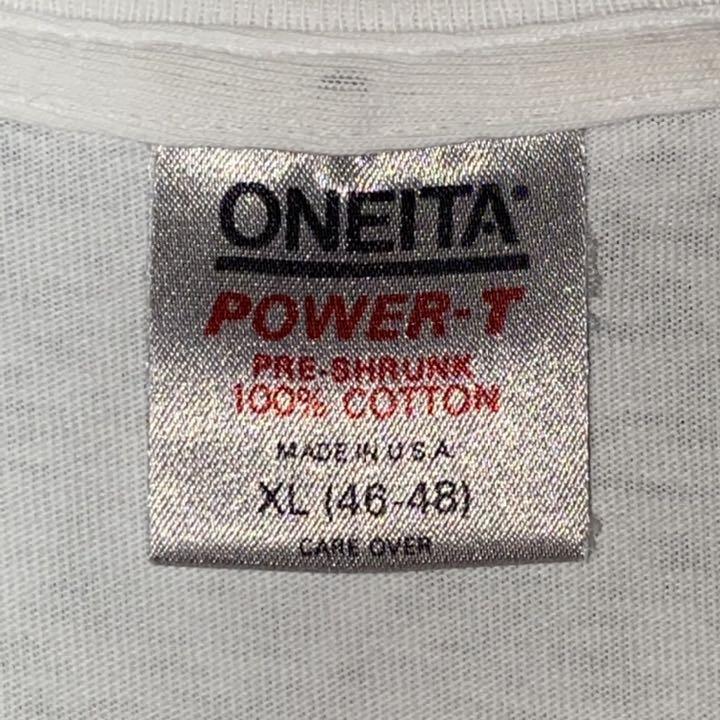 ONEITA®
POWER-T
PRE-SHRUNK
100% COTTON
MADE IN U.S.A.
XL (46-48)
CARE OVER